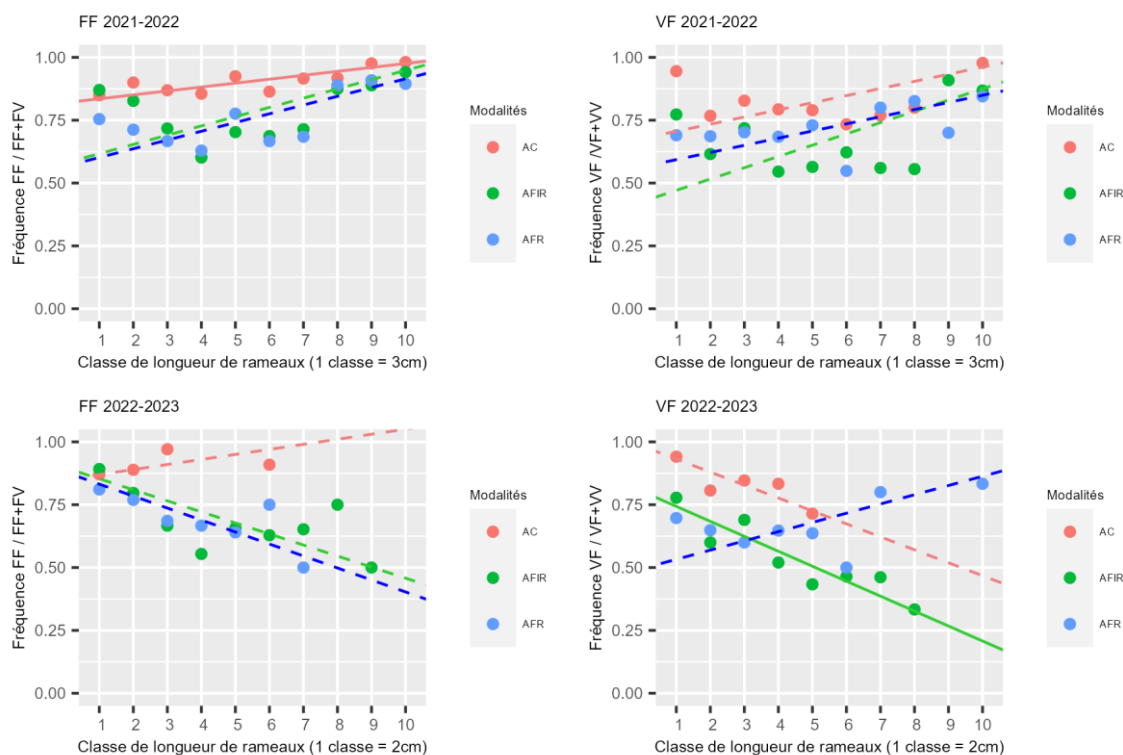 FF 2021-2022
Fréquence FF / FF+FV
1.00
0.75
0.50
0.25
0.00
1 2 3 4 5 6 7 8 9 10
Classe de longueur de rameaux (1 classe = 3cm)
Modalités
AC
AFIR
AFR
VF 2021-2022
Fréquence VF /VF+VV
1.00
0.75
0.50
0.25
0.00
1 2 3 4 5 6 7 8 9 10
Classe de longueur de rameaux (1 classe = 3cm)
Modalités
AC
AFIR
AFR
FF 2022-2023
Fréquence FF / FF+FV
1.00
0.75
0.50
0.25
0.00
1 2 3 4 5 6 7 8 9 10
Classe de longueur de rameaux (1 classe = 2cm)
Modalités
AC
AFIR
AFR
VF 2022-2023
Fréquence VF / VF+VV
1.00
0.75
0.50
0.25
0.00
1 2 3 4 5 6 7 8 9 10
Classe de longueur de rameaux (1 classe = 2cm)
Modalités
AC
AFIR
AFR